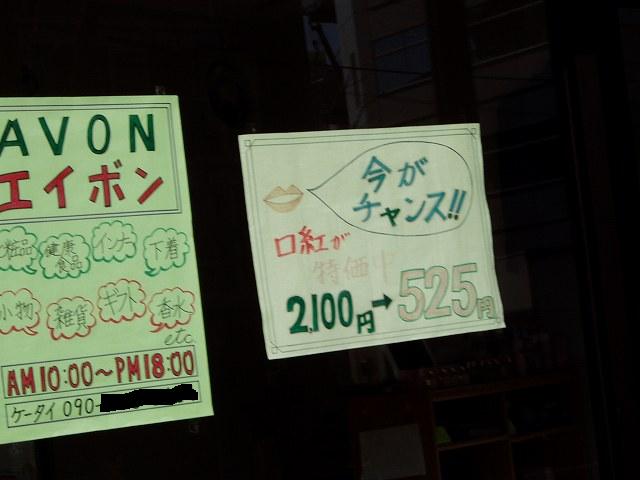 AVON
エイボン
化粧品 健康食品 インナー 下着
小物 雑貨 ギフト 香水
etc.
AM10:00~PM18:00
ケータイ 090-
今が
チャンス!!
口紅が
特価中
2,100円→525円